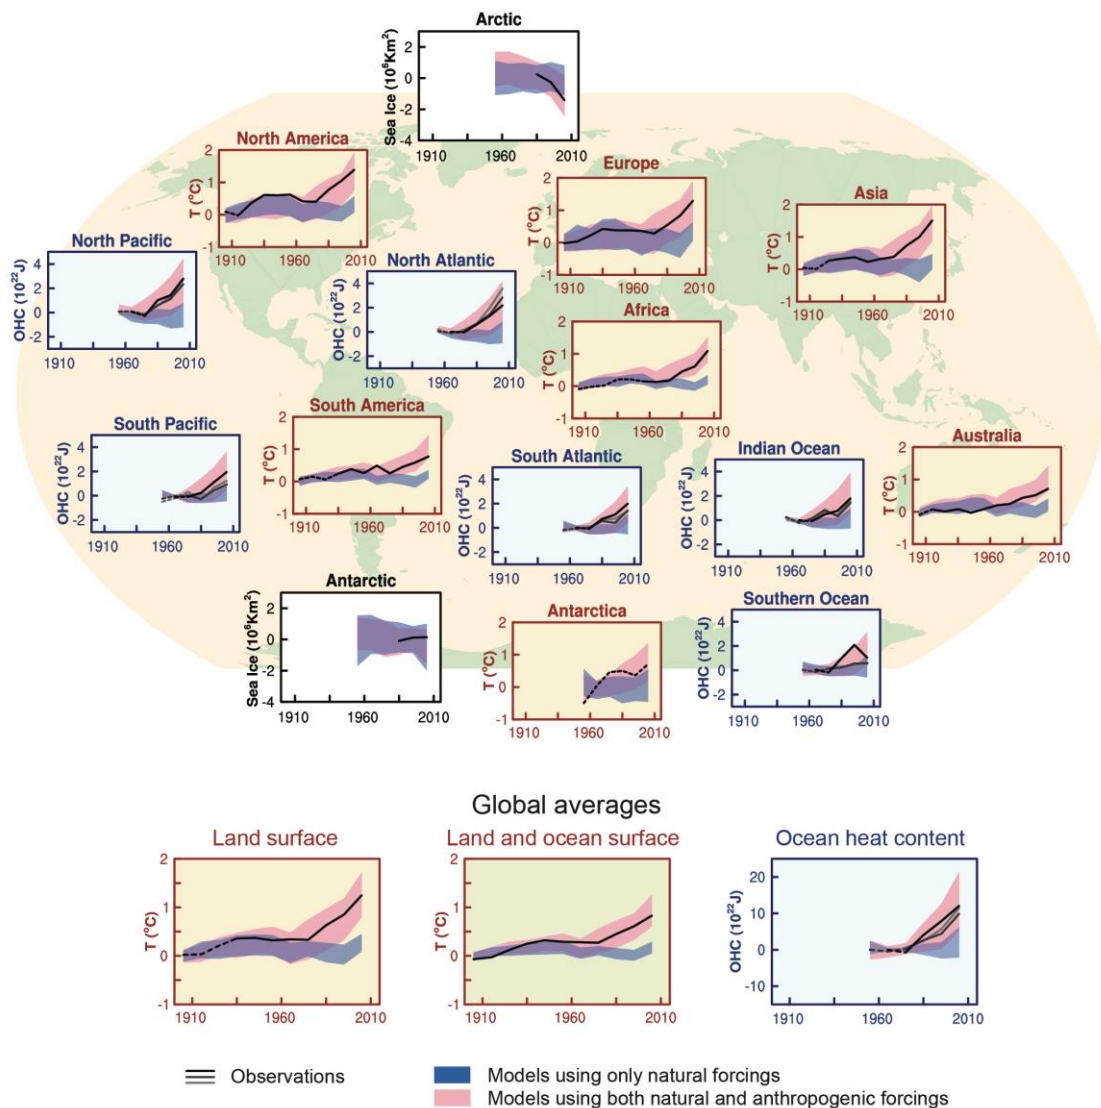 Arctic
Sea Ice (10⁶Km²)
2
0
-2
-4
1910 1960 2010
North America
T (°C)
2
1
0
-1
1910 1960 2010
Europe
T (°C)
2
1
0
-1
1910 1960 2010
Asia
T (°C)
2
1
0
-1
1910 1960 2010
North Pacific
OHC (10²²J)
4
2
0
-2
1910 1960 2010
North Atlantic
OHC (10²²J)
4
2
0
-2
1910 1960 2010
Africa
T (°C)
2
1
0
-1
1910 1960 2010
South Pacific
OHC (10²²J)
4
2
0
-2
1910 1960 2010
South America
T (°C)
2
1
0
-1
1910 1960 2010
South Atlantic
OHC (10²²J)
4
2
0
-2
1910 1960 2010
Indian Ocean
OHC (10²²J)
4
2
0
-2
1910 1960 2010
Australia
T (°C)
2
1
0
-1
1910 1960 2010
Antarctic
Sea Ice (10⁶Km²)
2
0
-2
-4
1910 1960 2010
Antarctica
T (°C)
2
1
0
-1
1910 1960 2010
Southern Ocean
OHC (10²²J)
4
2
0
-2
1910 1960 2010
Global averages
Land surface
T (°C)
2
1
0
-1
1910 1960 2010
Land and ocean surface
T (°C)
2
1
0
-1
1910 1960 2010
Ocean heat content
OHC (10²²J)
20
10
0
-10
1910 1960 2010
Observations
Models using only natural forcings
Models using both natural and anthropogenic forcings